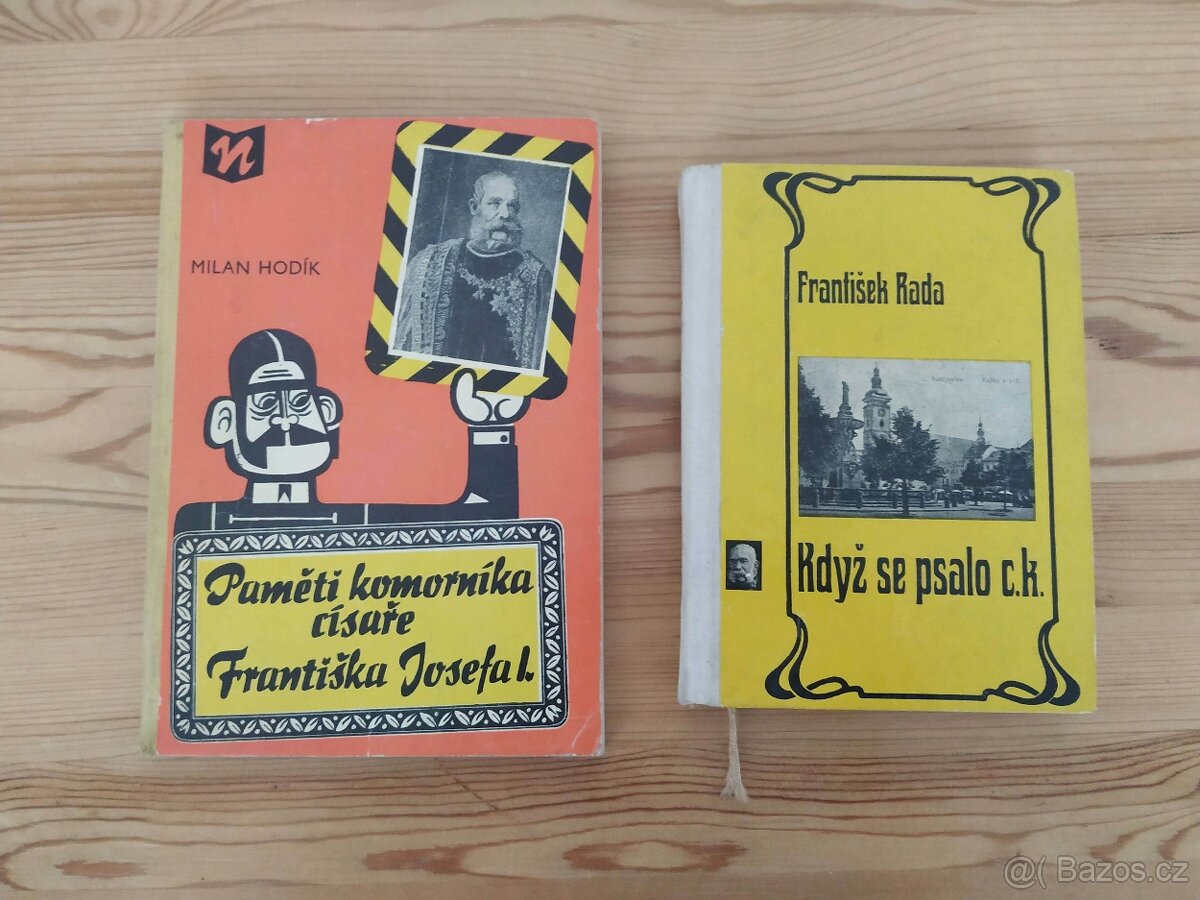 n
MILAN HODÍK
Paměti komorníka
císaře
Františka Josefa I.
František Rada
Když se psalo c.k.
@( Bazos.cz